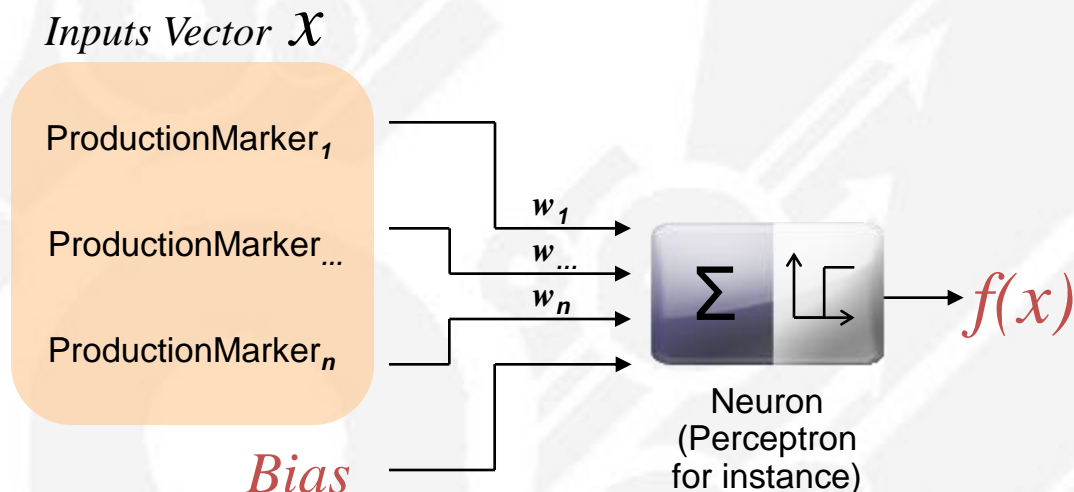 Inputs Vector x
ProductionMarker1
w1
ProductionMarker...
w...
wn
ProductionMarkern
Σ
f(x)
Bias
Neuron
(Perceptron
for instance)